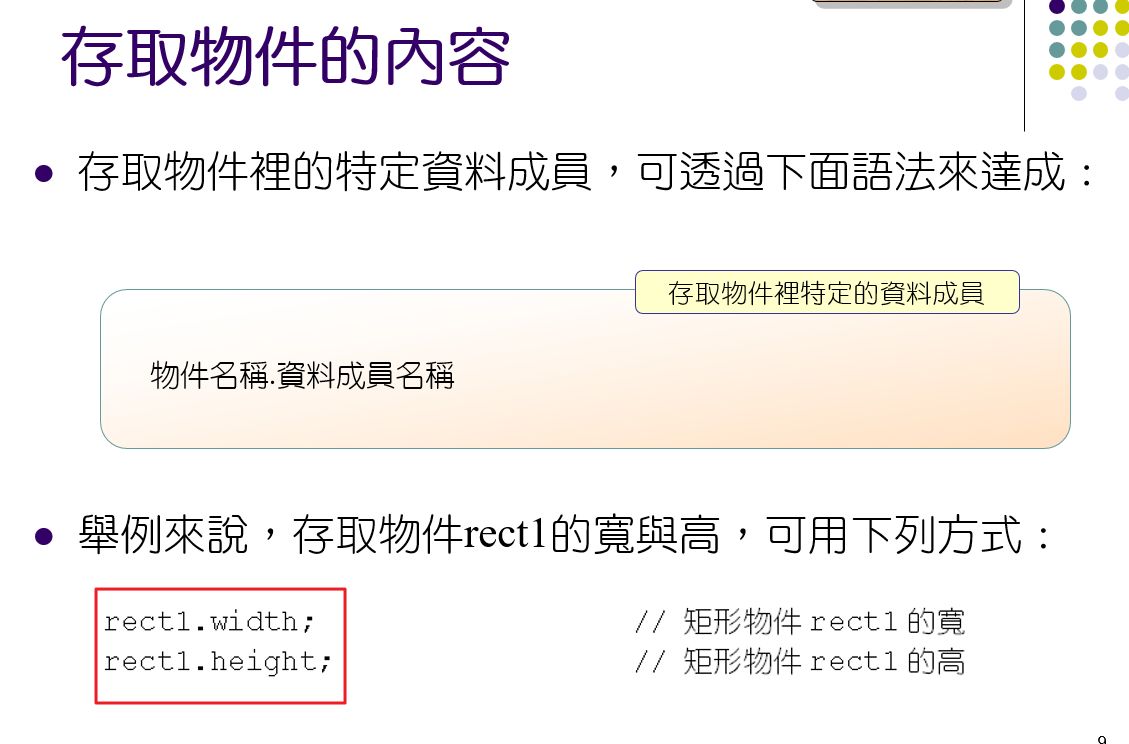 存取物件的內容
存取物件裡的特定資料成員，可透過下面語法來達成：
存取物件裡特定的資料成員
物件名稱.資料成員名稱
舉例來說，存取物件rect1的寬與高，可用下列方式：
rect1.width; // 矩形物件 rect1 的寬
rect1.height; // 矩形物件 rect1 的高
9